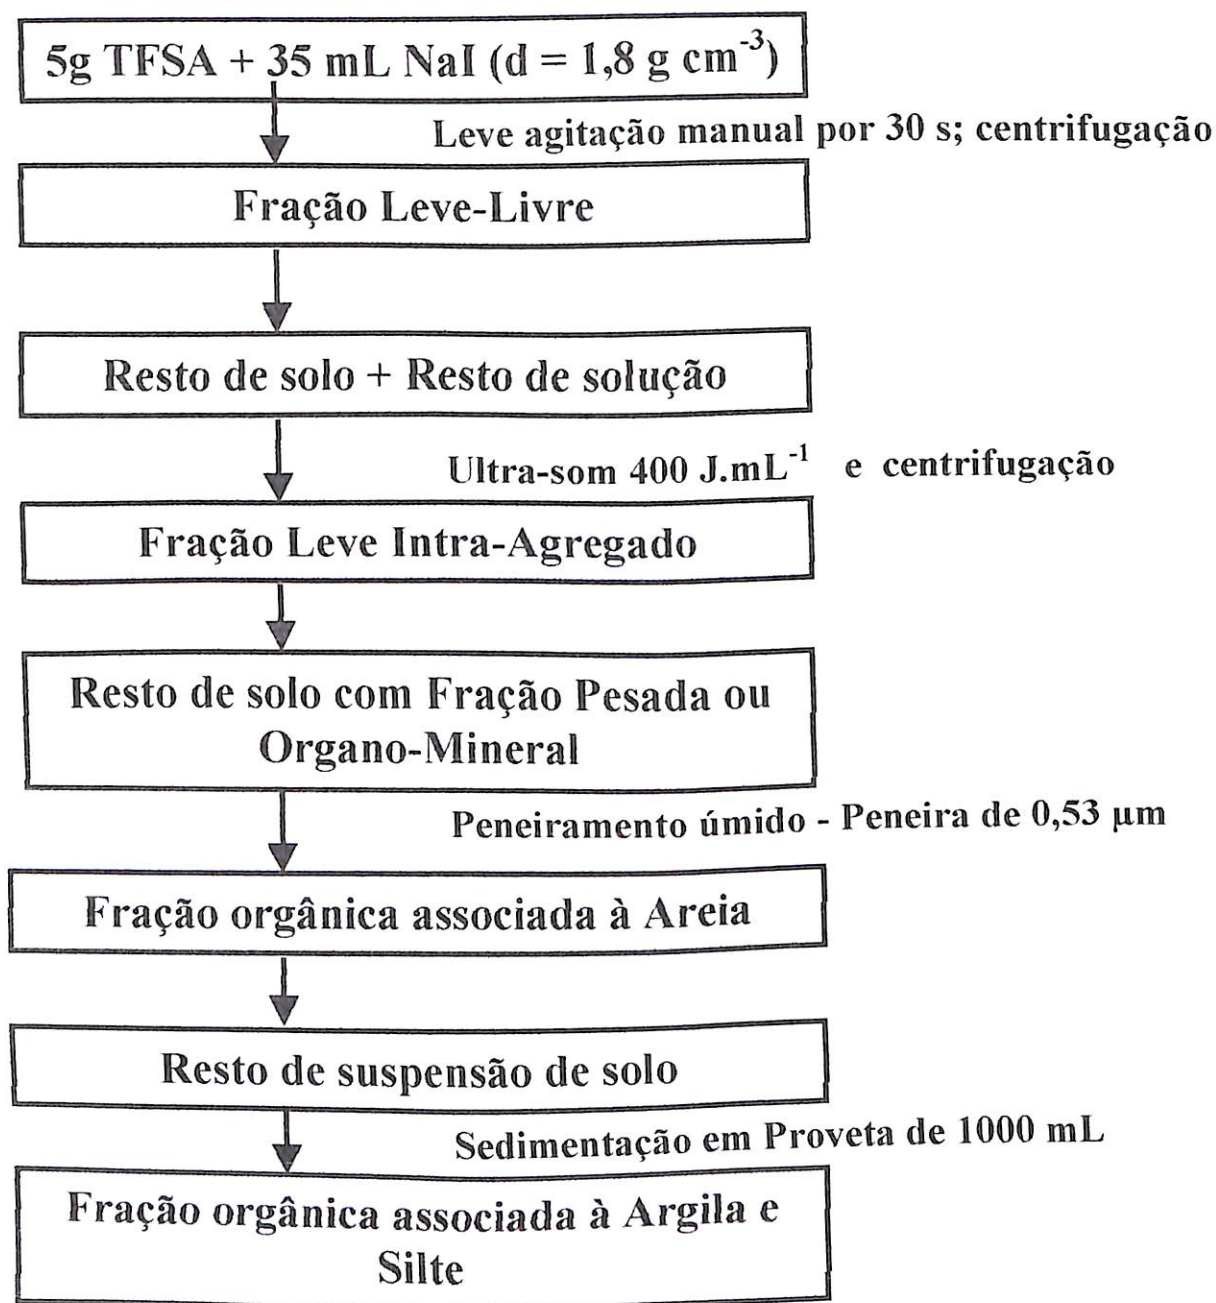 5g TFSA + 35 mL NaI (d = 1,8 g cm⁻³)
Leve agitação manual por 30 s; centrifugação
Fração Leve-Livre
Resto de solo + Resto de solução
Ultra-som 400 J.mL⁻¹ e centrifugação
Fração Leve Intra-Agregado
Resto de solo com Fração Pesada ou
Organo-Mineral
Peneiramento úmido - Peneira de 0,53 µm
Fração orgânica associada à Areia
Resto de suspensão de solo
Sedimentação em Proveta de 1000 mL
Fração orgânica associada à Argila e
Silte